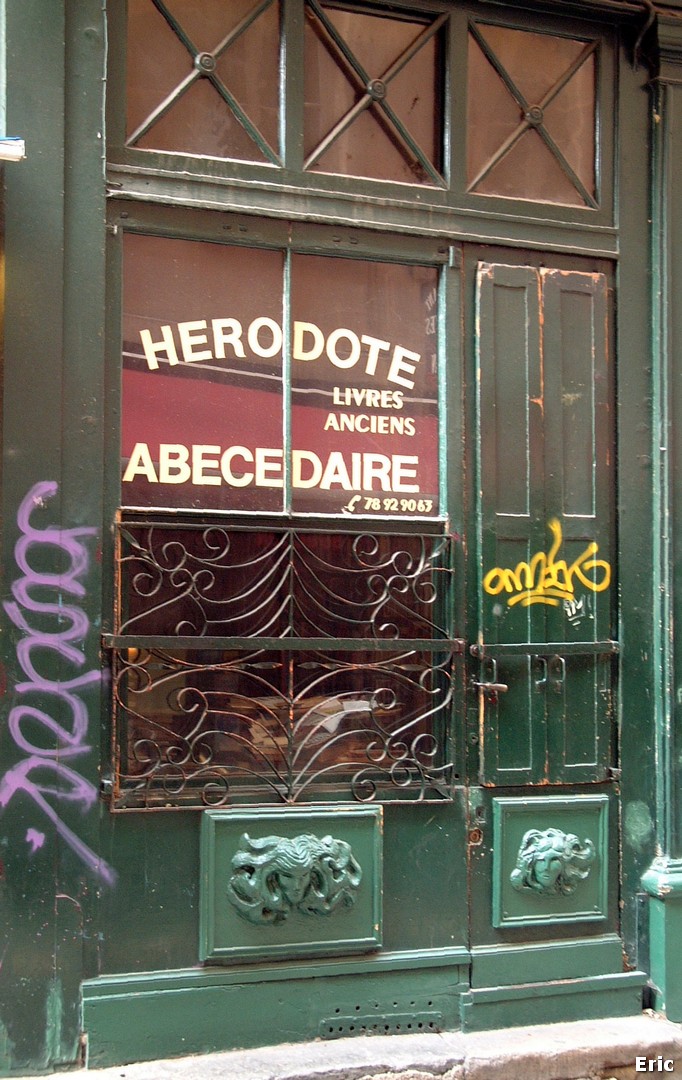 HERODOTE
LIVRES
ANCIENS
ABECEDAIRE
78 92 90 63
Eric